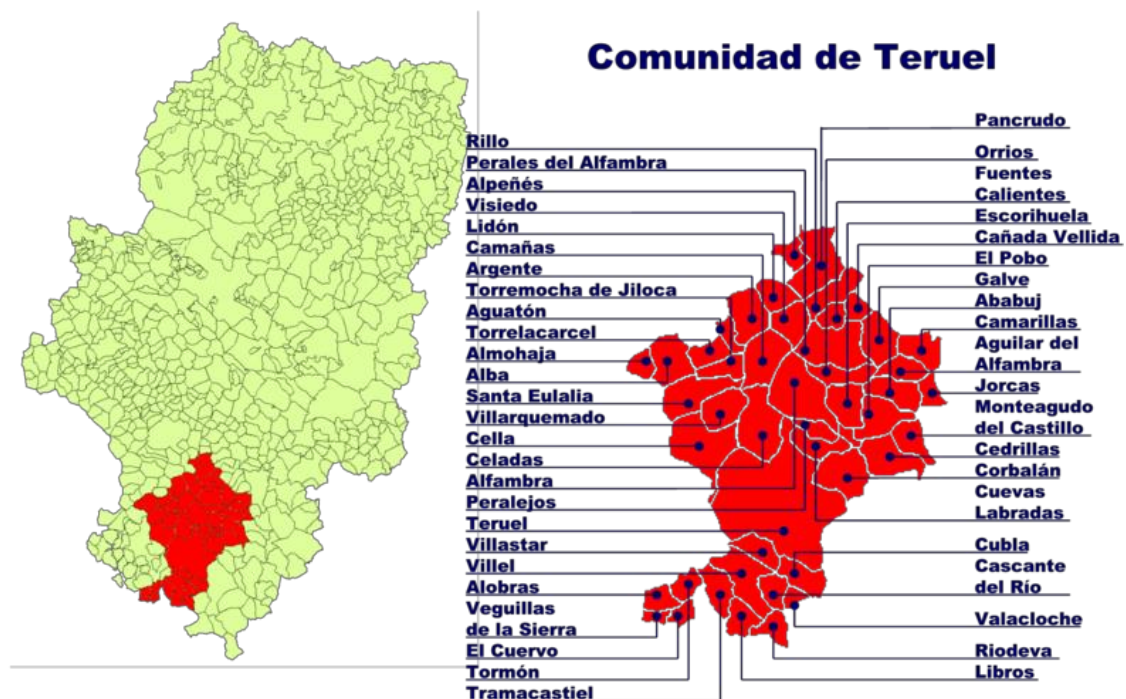 Comunidad de Teruel
Rillo
Perales del Alfambra
Alpeñés
Visiedo
Lidón
Camañas
Argente
Torremocha de Jiloca
Aguatón
Torrelacarcel
Almohaja
Alba
Santa Eulalia
Villarquemado
Cella
Celadas
Alfambra
Peralejos
Teruel
Villastar
Villel
Alobras
Veguillas
de la Sierra
El Cuervo
Tormón
Tramacastiel
Pancrudo
Orrios
Fuentes
Calientes
Escorihuela
Cañada Vellida
El Pobo
Galve
Ababuj
Camarillas
Aguilar del
Alfambra
Jorcas
Monteagudo
del Castillo
Cedrillas
Corbalán
Cuevas
Labradas
Cubla
Cascante
del Río
Valacloche
Riodeva
Libros